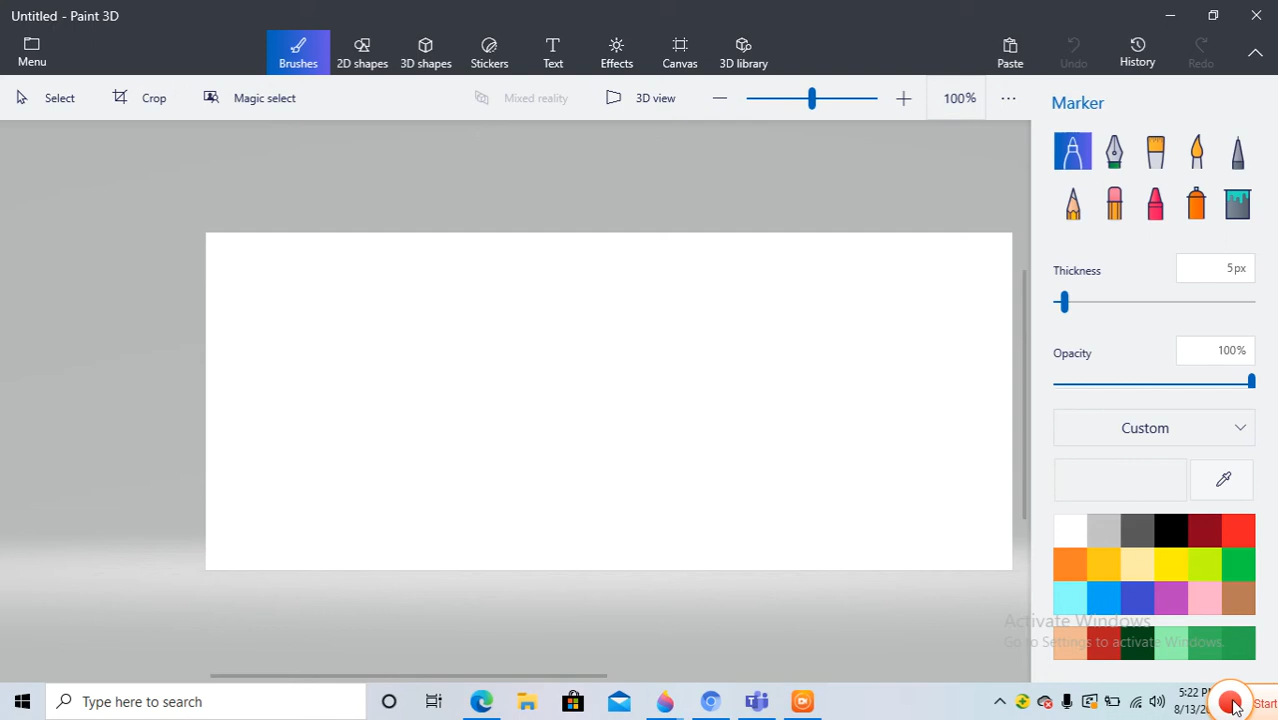 Untitled - Paint 3D
Menu
Brushes
2D shapes
3D shapes
Stickers
Text
Effects
Canvas
3D library
Paste
Undo
History
Redo
Select
Crop
Magic select
Mixed reality
3D view
100%
Marker
Thickness
5px
Opacity
100%
Custom
Activate Windows
Go to Settings to activate Windows.
Type here to search
5:22
8/13/2
Start